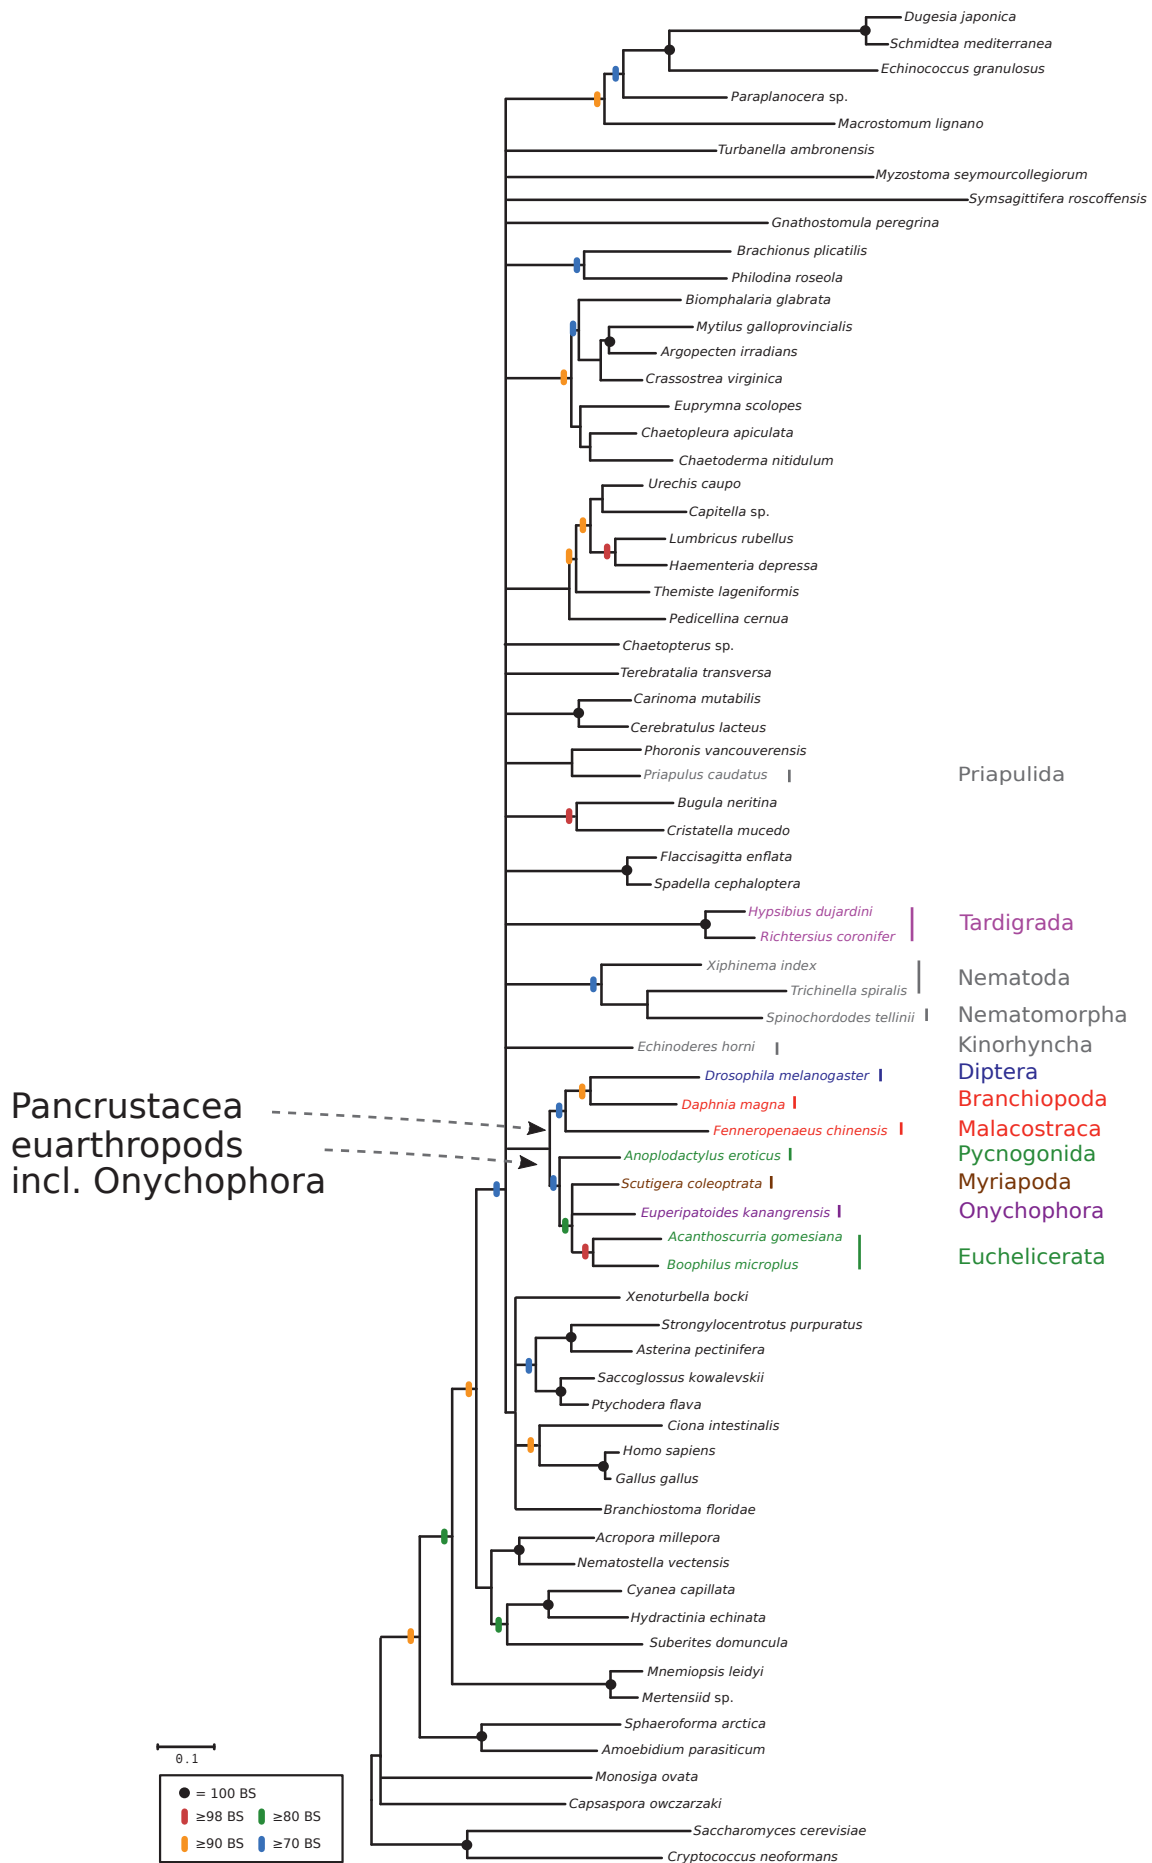 Dugesia japonica
Schmidtea mediterranea
Echinococcus granulosus
Paraplanocera sp.
Macrostomum lignano
Turbanella ambronensis
Myzostoma seymourcollegiorum
Symsagittifera roscoffensis
Gnathostomula peregrina
Brachionus plicatilis
Philodina roseola
Biomphalaria glabrata
Mytilus galloprovincialis
Argopecten irradians
Crassostrea virginica
Euprymna scolopes
Chaetopleura apiculata
Chaetoderma nitidulum
Urechis caupo
Capitella sp.
Lumbricus rubellus
Haementeria depressa
Themiste lageniformis
Pedicellina cernua
Chaetopterus sp.
Terebratalia transversa
Carinoma mutabilis
Cerebratulus lacteus
Phoronis vancouverensis
Priapulus caudatus Priapulida
Bugula neritina
Cristatella mucedo
Flaccisagitta enflata
Spadella cephaloptera
Hypsibius dujardini
Tardigrada
Richtersius coronifer
Xiphinema index
Nematoda
Trichinella spiralis
Spinochordodes tellinii Nematomorpha
Echinoderes horni Kinorhyncha
Drosophila melanogaster Diptera
Daphnia magna Branchiopoda
Pancrustacea
Fenneropenaeus chinensis Malacostraca
euarthropods
Anoplodactylus eroticus Pycnogonida
incl. Onychophora
Scutigera coleoptrata Myriapoda
Euperipatoides kanangrensis Onychophora
Acanthoscurria gomesiana
Euchelicerata
Boophilus microplus
Xenoturbella bocki
Strongylocentrotus purpuratus
Asterina pectinifera
Saccoglossus kowalevskii
Ptychodera flava
Ciona intestinalis
Homo sapiens
Gallus gallus
Branchiostoma floridae
Acropora millepora
Nematostella vectensis
Cyanea capillata
Hydractinia echinata
Suberites domuncula
Mnemiopsis leidyi
Mertensiid sp.
Sphaeroforma arctica
Amoebidium parasiticum
Monosiga ovata
Capsaspora owczarzaki
Saccharomyces cerevisiae
Cryptococcus neoformans
0.1
= 100 BS
≥98 BS ≥80 BS
≥90 BS ≥70 BS